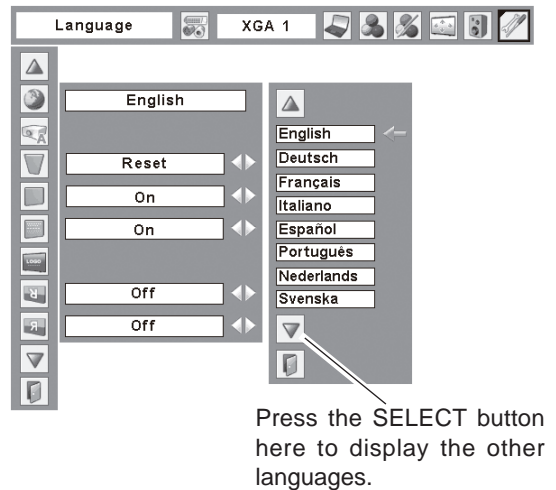 Language
XGA 1
English
Reset
On
On
LOGO
Off
Off
English
Deutsch
Français
Italiano
Español
Português
Nederlands
Svenska
Press the SELECT button
here to display the other
languages.